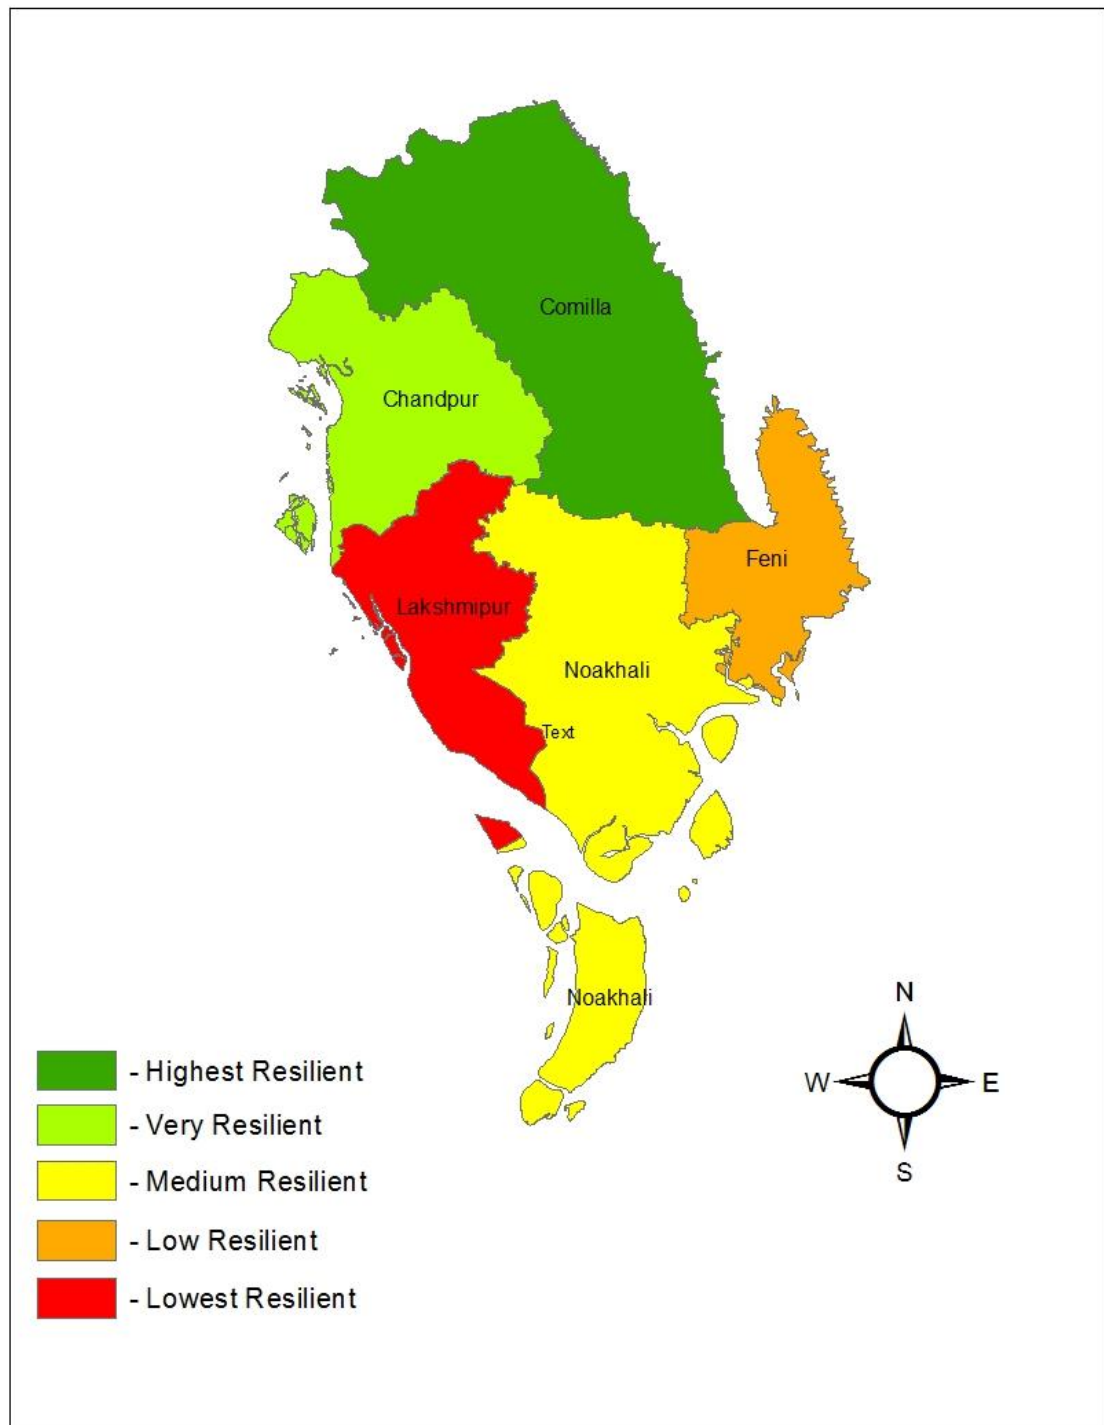 Comilla
Chandpur
Feni
Lakshmipur
Noakhali
Text
Noakhali
N
W E
S
- Highest Resilient
- Very Resilient
- Medium Resilient
- Low Resilient
- Lowest Resilient